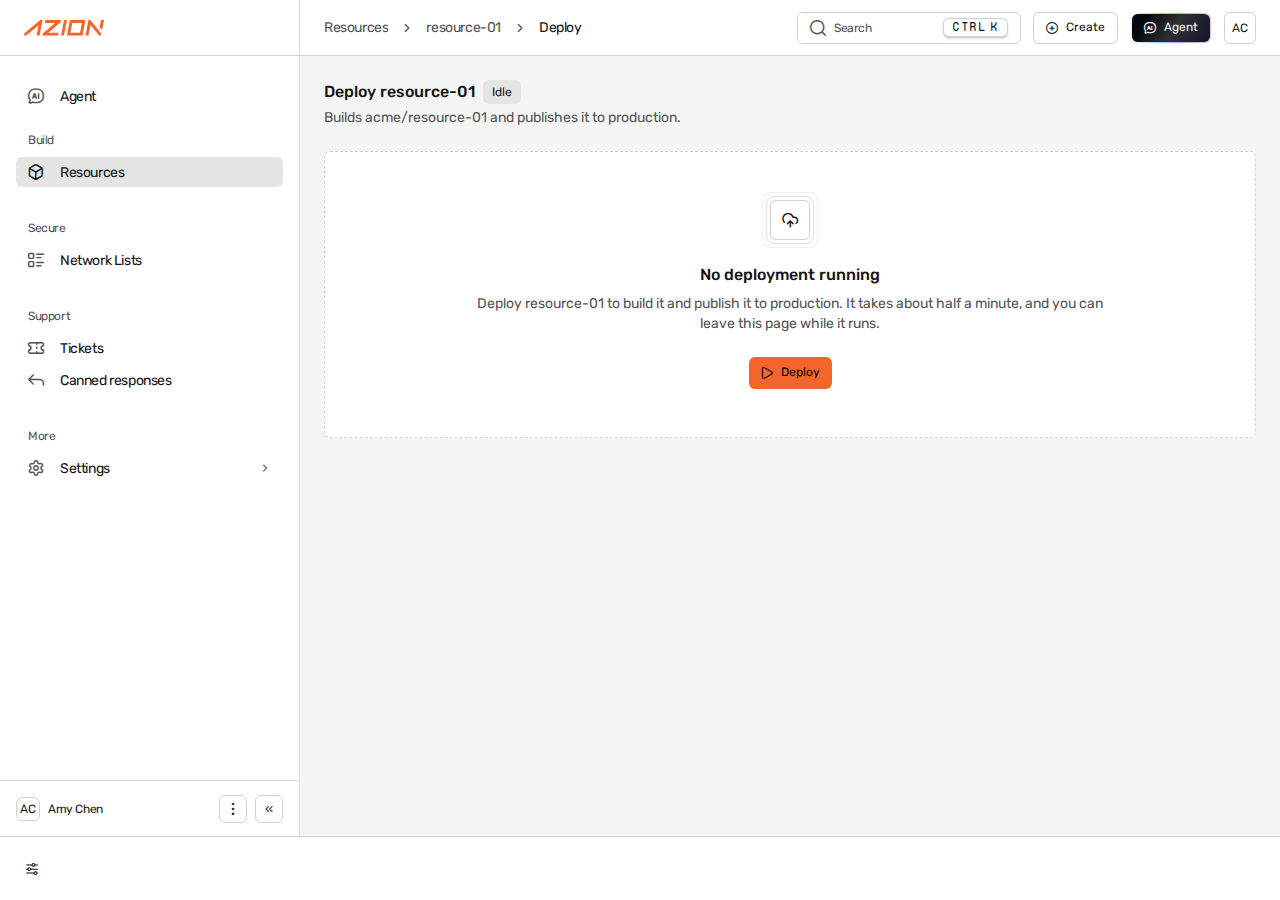 AZION
Resources > resource-01 > Deploy
Search
CTRL K
Create
AI Agent
AC
AI Agent
Build
Resources
Secure
Network Lists
Support
Tickets
Canned responses
More
Settings
AC Amy Chen
Deploy resource-01
Idle
Builds acme/resource-01 and publishes it to production.
No deployment running
Deploy resource-01 to build it and publish it to production. It takes about half a minute, and you can
leave this page while it runs.
Deploy